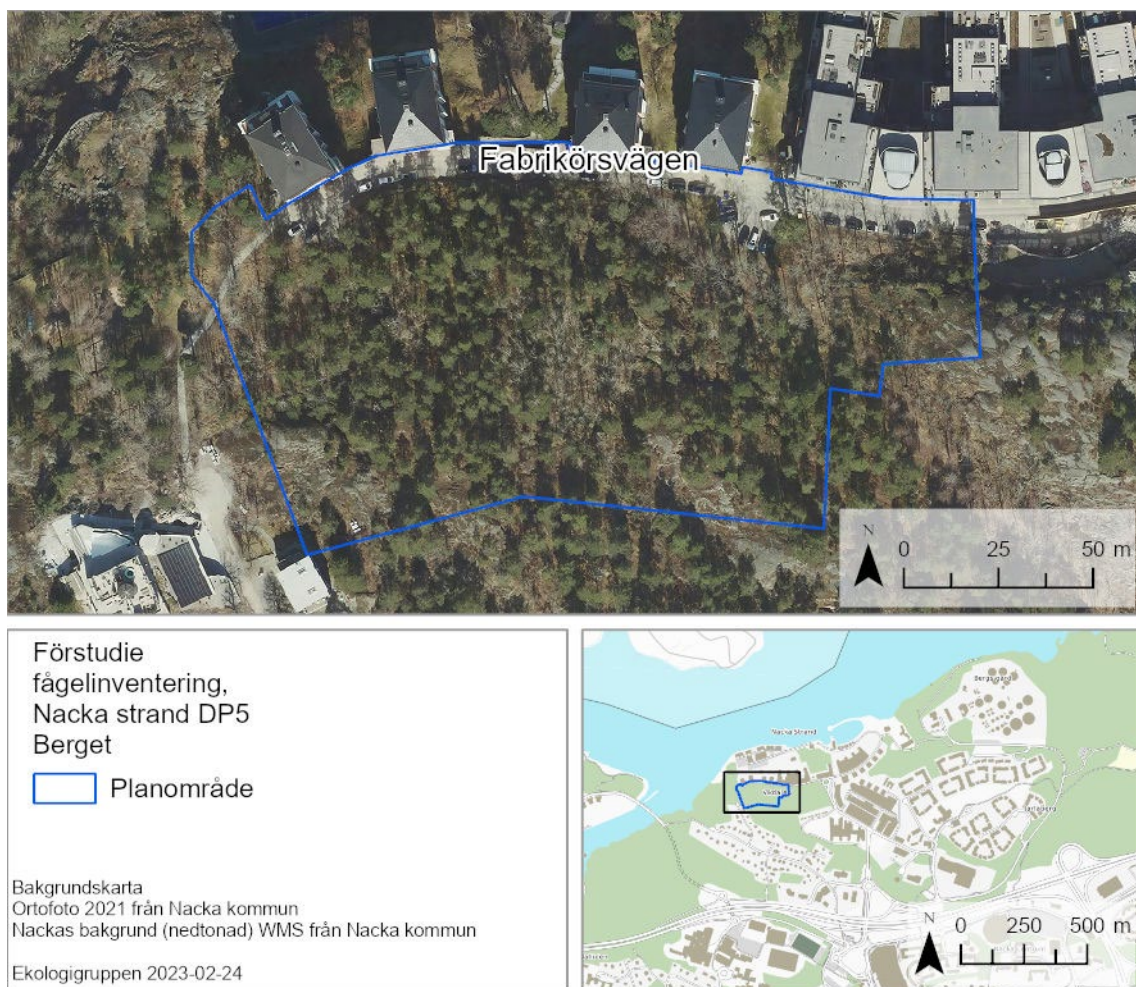 Fabrikörsvägen
N
0 25 50 m
Förstudie
fågelinventering,
Nacka strand DP5
Berget
Planområde
Bakgrundskarta
Ortofoto 2021 från Nacka kommun
Nackas bakgrund (nedtonad) WMS från Nacka kommun
Ekologigruppen 2023-02-24
Nacka Strand
Jarlaberg
N
0 250 500 m